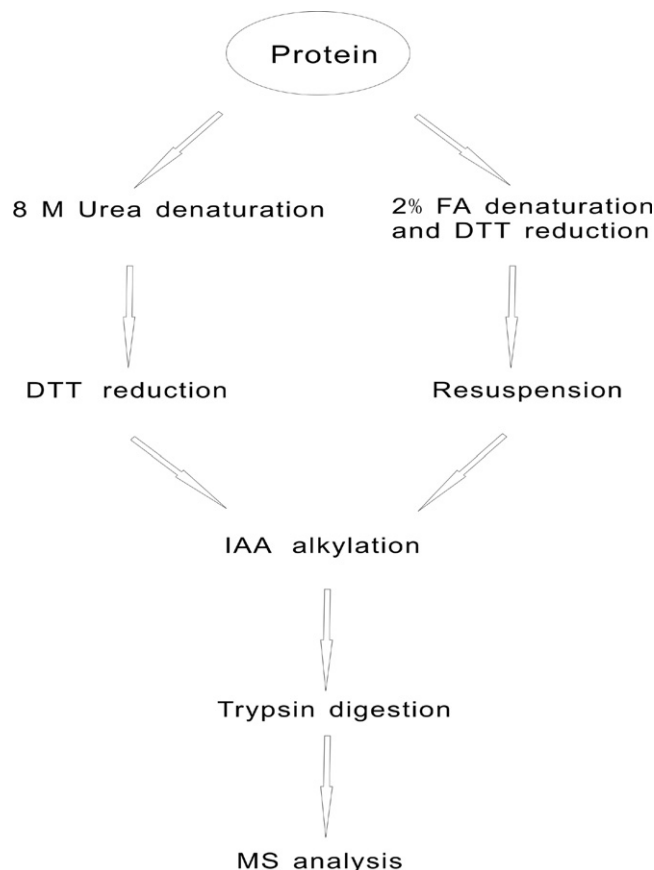 Protein
8 M Urea denaturation
2% FA denaturation
and DTT reduction
DTT reduction
Resuspension
IAA alkylation
Trypsin digestion
MS analysis